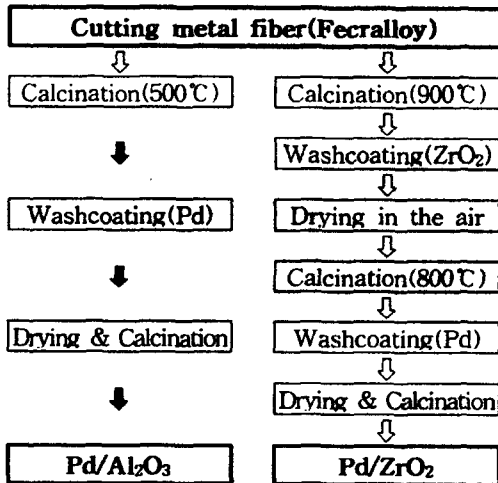 Cutting metal fiber(Fecralloy)
Calcination(500℃)
Washcoating(Pd)
Drying & Calcination
Pd/Al₂O₃
Calcination(900℃)
Washcoating(ZrO₂)
Drying in the air
Calcination(800℃)
Washcoating(Pd)
Drying & Calcination
Pd/ZrO₂